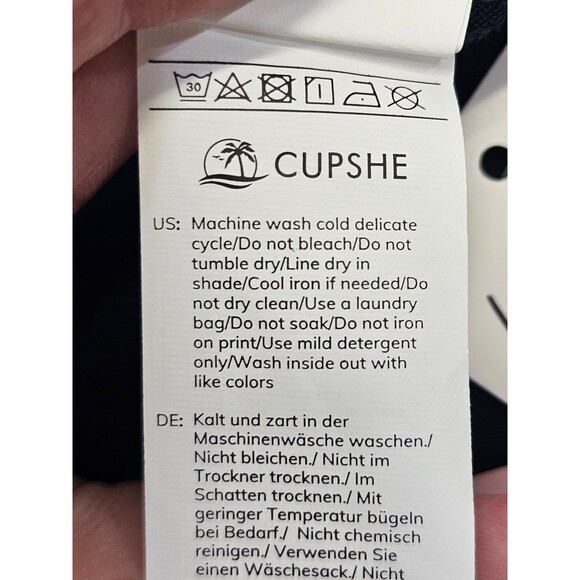 30
CUPSHE
US: Machine wash cold delicate
cycle/Do not bleach/Do not
tumble dry/Line dry in
shade/Cool iron if needed/Do
not dry clean/Use a laundry
bag/Do not soak/Do not iron
on print/Use mild detergent
only/Wash inside out with
like colors
DE: Kalt und zart in der
Maschinenwäsche waschen./
Nicht bleichen./ Nicht im
Trockner trocknen./ Im
Schatten trocknen./ Mit
geringer Temperatur bügeln
bei Bedarf./ Nicht chemisch
reinigen./ Verwenden Sie
einen Wäschesack./ Nicht